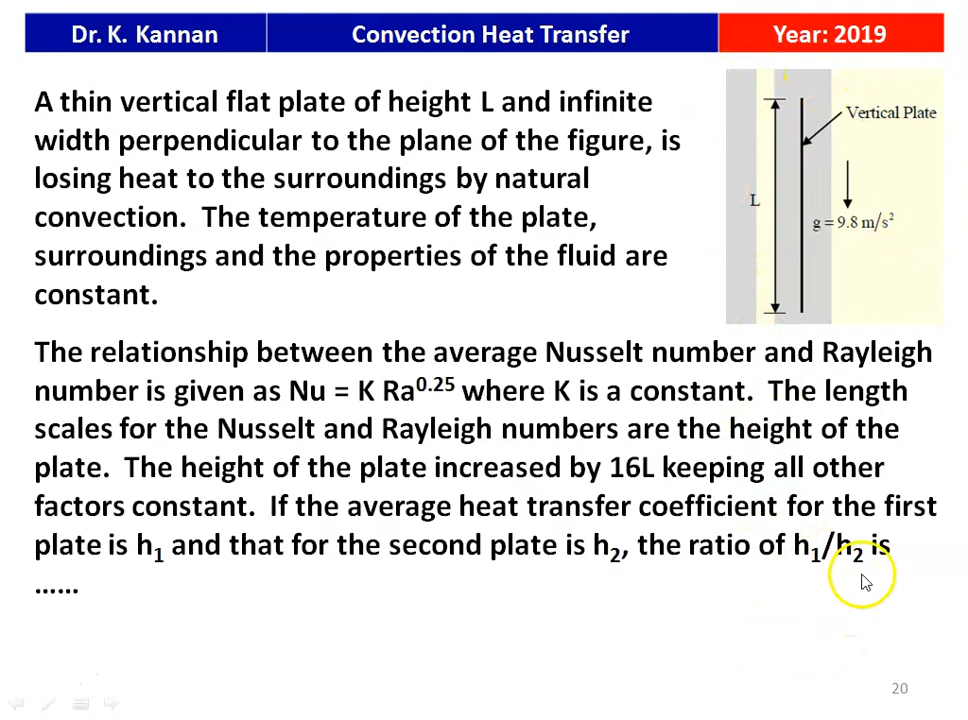 Dr. K. Kannan
Convection Heat Transfer
Year: 2019
A thin vertical flat plate of height L and infinite
width perpendicular to the plane of the figure, is
losing heat to the surroundings by natural
convection. The temperature of the plate,
surroundings and the properties of the fluid are
constant.
Vertical Plate
L
g = 9.8 m/s²
The relationship between the average Nusselt number and Rayleigh
number is given as Nu = K Ra⁰·²⁵ where K is a constant. The length
scales for the Nusselt and Rayleigh numbers are the height of the
plate. The height of the plate increased by 16L keeping all other
factors constant. If the average heat transfer coefficient for the first
plate is h₁ and that for the second plate is h₂, the ratio of h₁/h₂ is
......
20